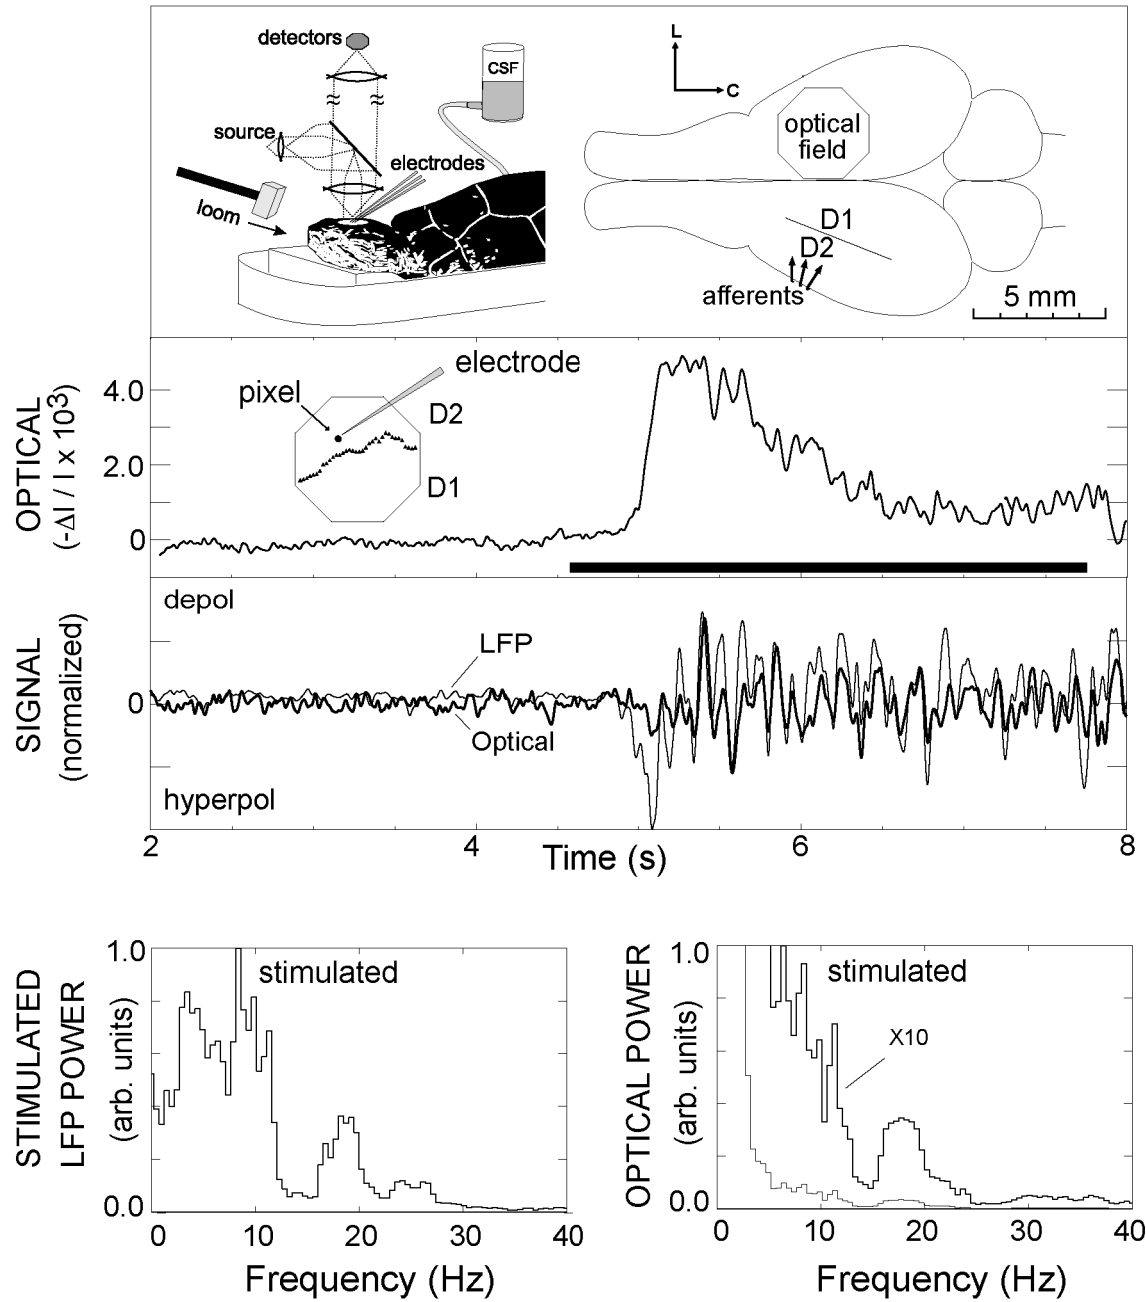 detectors
CSF
source
electrodes
loom
L
C
optical
field
D1
D2
afferents
5 mm
OPTICAL
(-ΔI / I x 10³)
4.0
2.0
0
electrode
pixel
D2
D1
SIGNAL
(normalized)
depol
LFP
0
Optical
hyperpol
2
4
6
8
Time (s)
STIMULATED
LFP POWER
(arb. units)
1.0
0.0
stimulated
0
10
20
30
40
Frequency (Hz)
OPTICAL POWER
(arb. units)
1.0
0.0
stimulated
X10
0
10
20
30
40
Frequency (Hz)